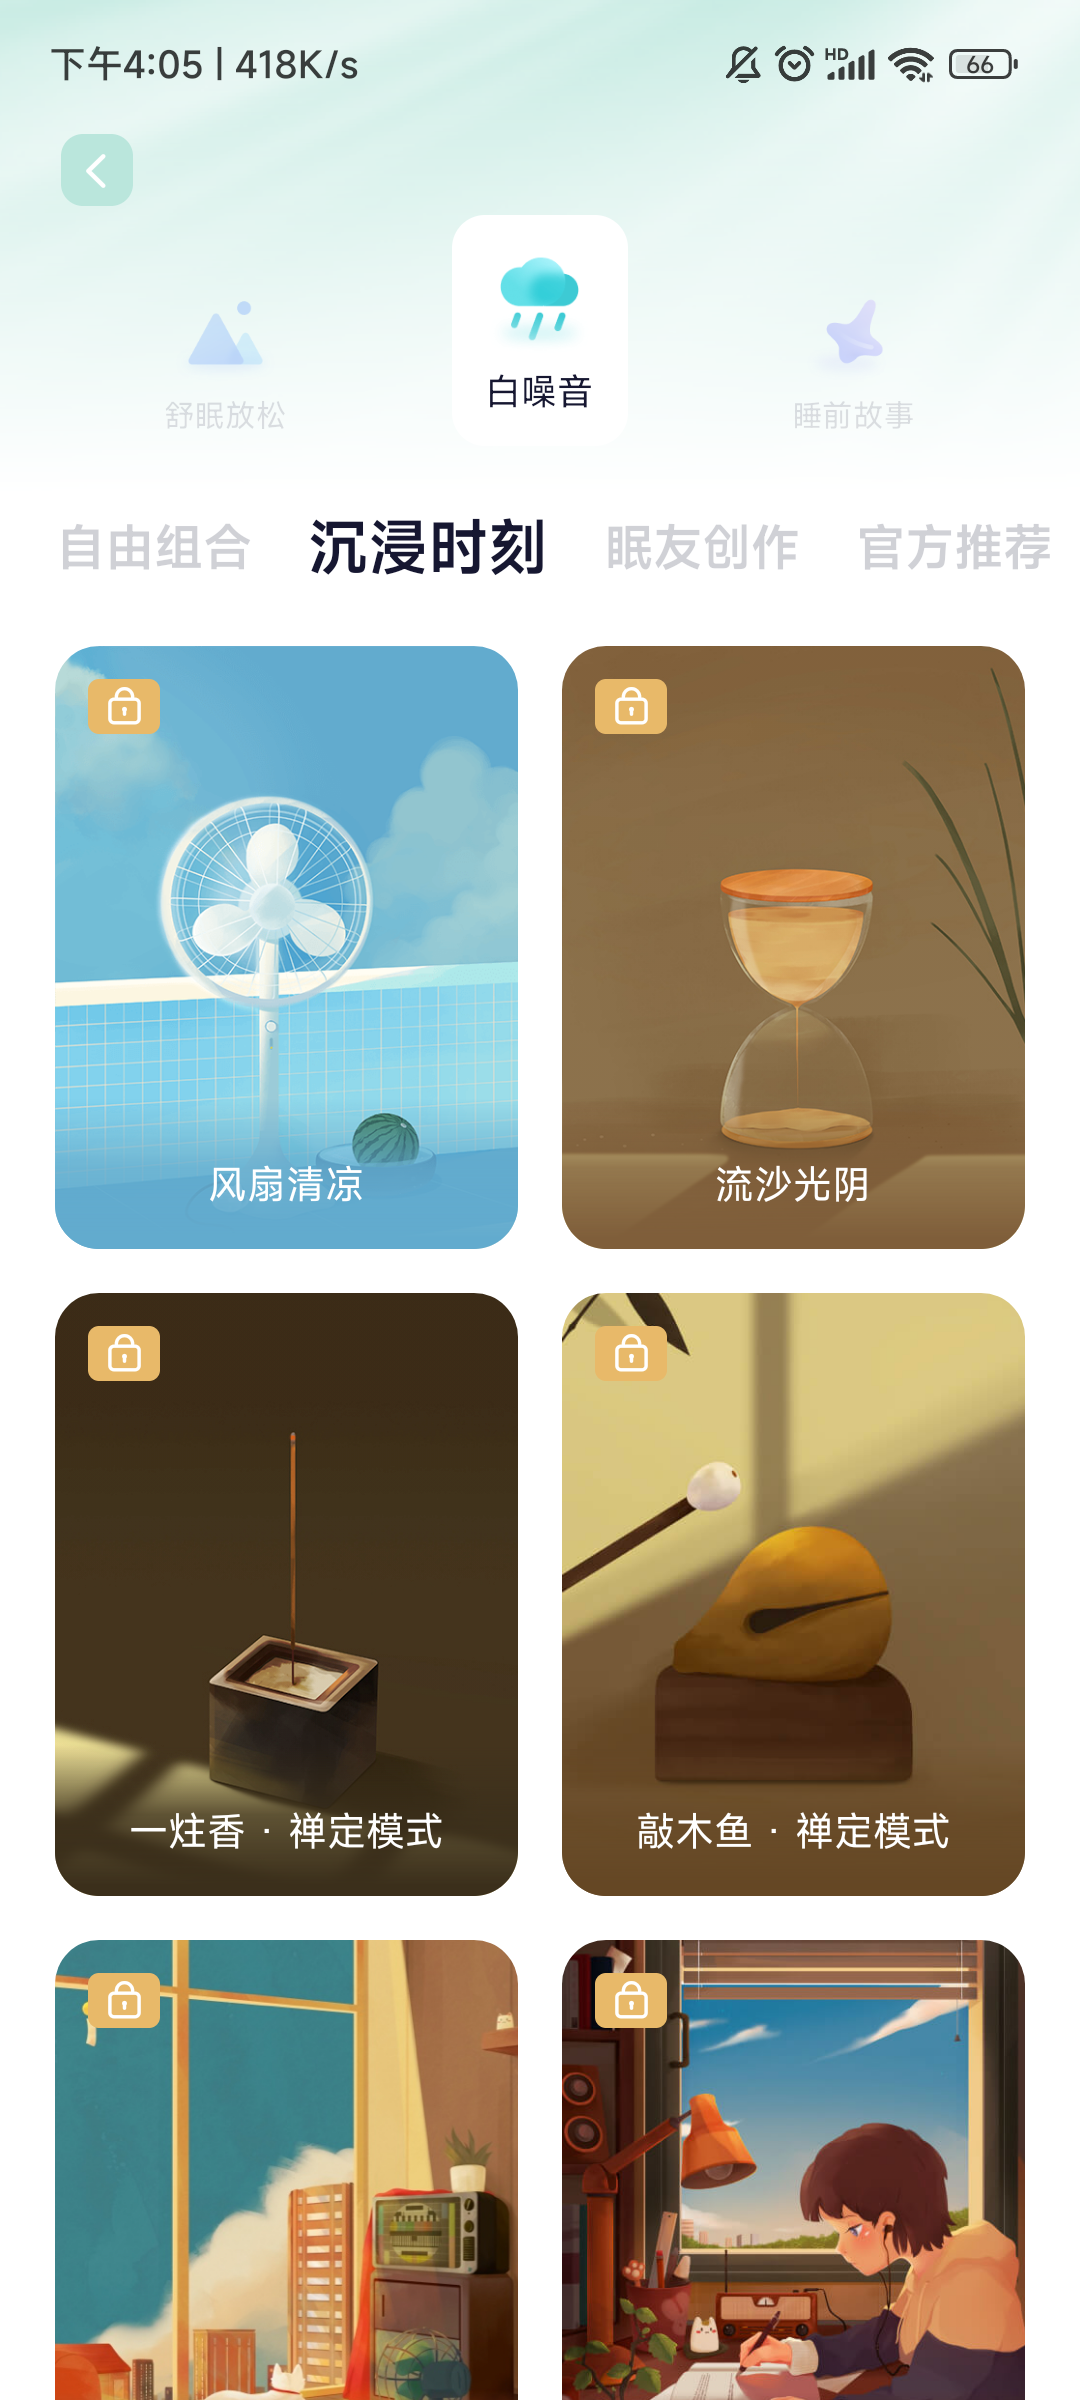 下午4:05 | 418K/s
HD
66
白噪音
舒眠放松
睡前故事
自由组合 沉浸时刻 眠友创作 官方推荐
风扇清凉
流沙光阴
一炷香 · 禅定模式
敲木鱼 · 禅定模式